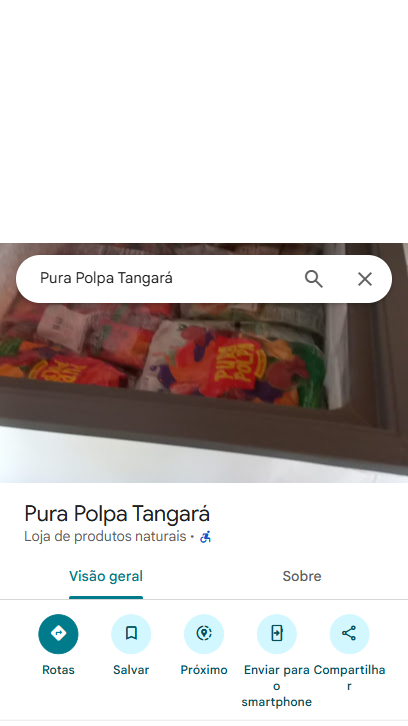 Pura Polpa Tangará
PURA
POLPA
Pura Polpa Tangará
Loja de produtos naturais ·
Visão geral
Sobre
Rotas
Salvar
Próximo
Enviar para
o
smartphone
Compartilha
r